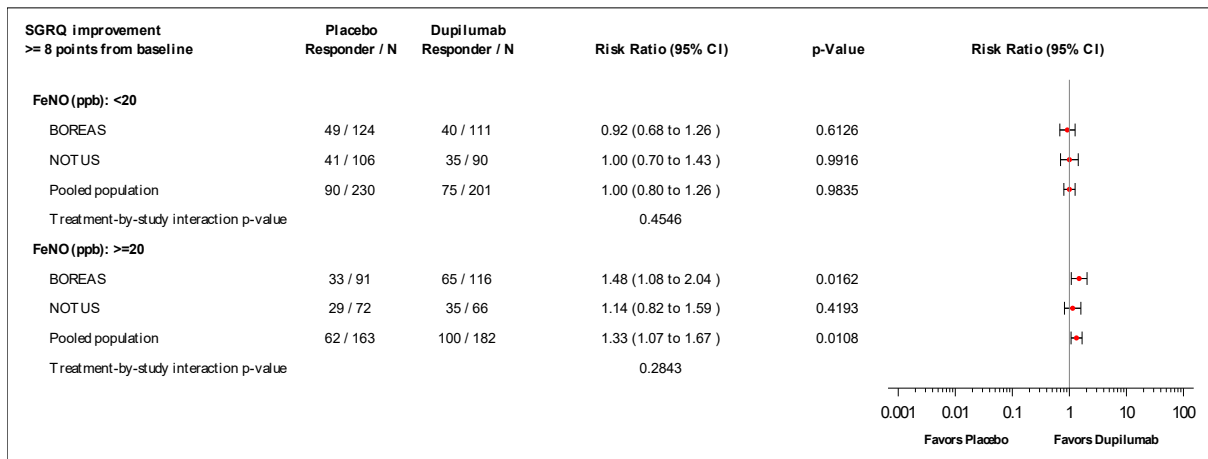 SGRQ improvement Placebo Dupilumab
>= 8 points from baseline Responder / N Responder / N Risk Ratio (95% CI) p-Value Risk Ratio (95% CI)
FeNO (ppb): <20
BOREAS 49 / 124 40 / 111 0.92 (0.68 to 1.26 ) 0.6126
NOTUS 41 / 106 35 / 90 1.00 (0.70 to 1.43 ) 0.9916
Pooled population 90 / 230 75 / 201 1.00 (0.80 to 1.26 ) 0.9835
Treatment-by-study interaction p-value 0.4546
FeNO (ppb): >=20
BOREAS 33 / 91 65 / 116 1.48 (1.08 to 2.04 ) 0.0162
NOTUS 29 / 72 35 / 66 1.14 (0.82 to 1.59 ) 0.4193
Pooled population 62 / 163 100 / 182 1.33 (1.07 to 1.67 ) 0.0108
Treatment-by-study interaction p-value 0.2843
0.001 0.01 0.1 1 10 100
Favors Placebo Favors Dupilumab